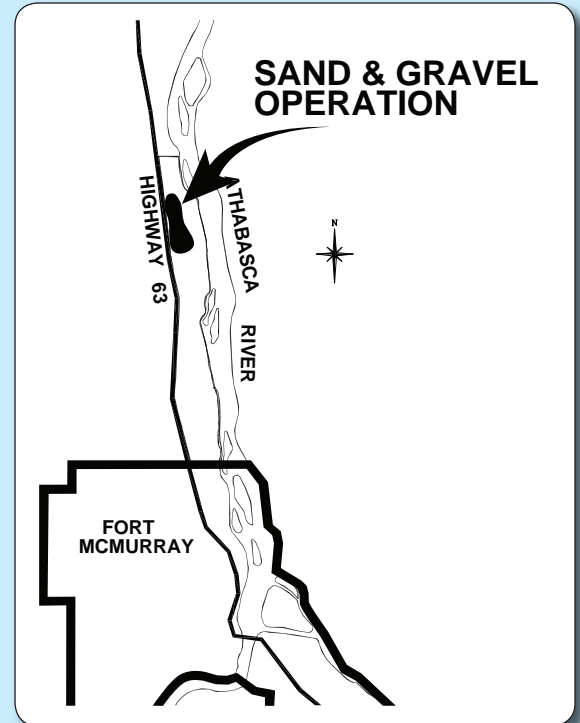 SAND & GRAVEL
OPERATION
HIGHWAY 63
ATHABASCA RIVER
N
FORT
MCMURRAY